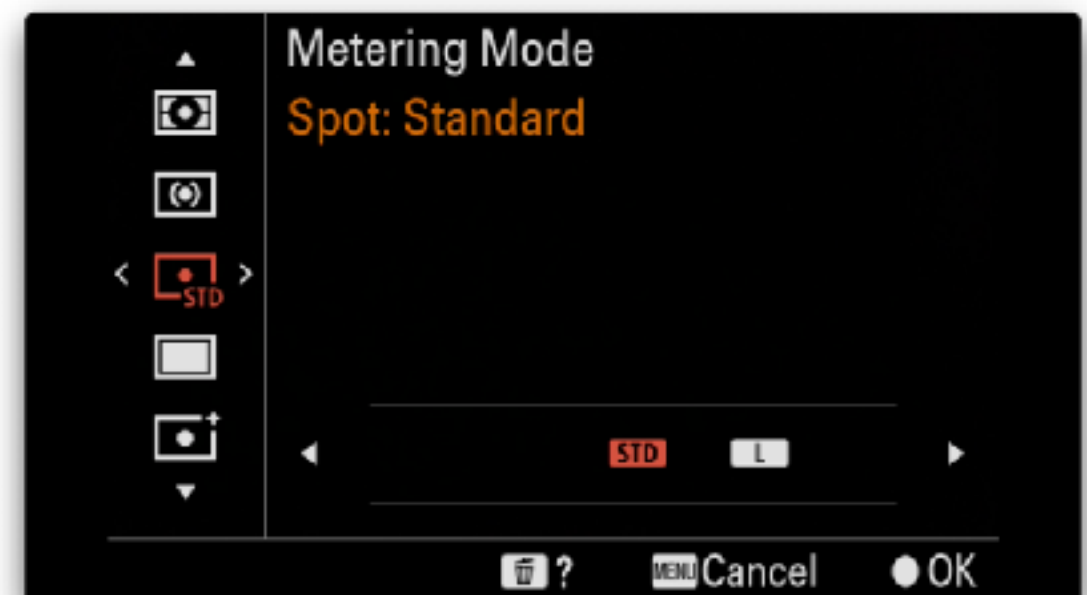 Metering Mode
Spot: Standard
STD
STD L
? MENU Cancel OK